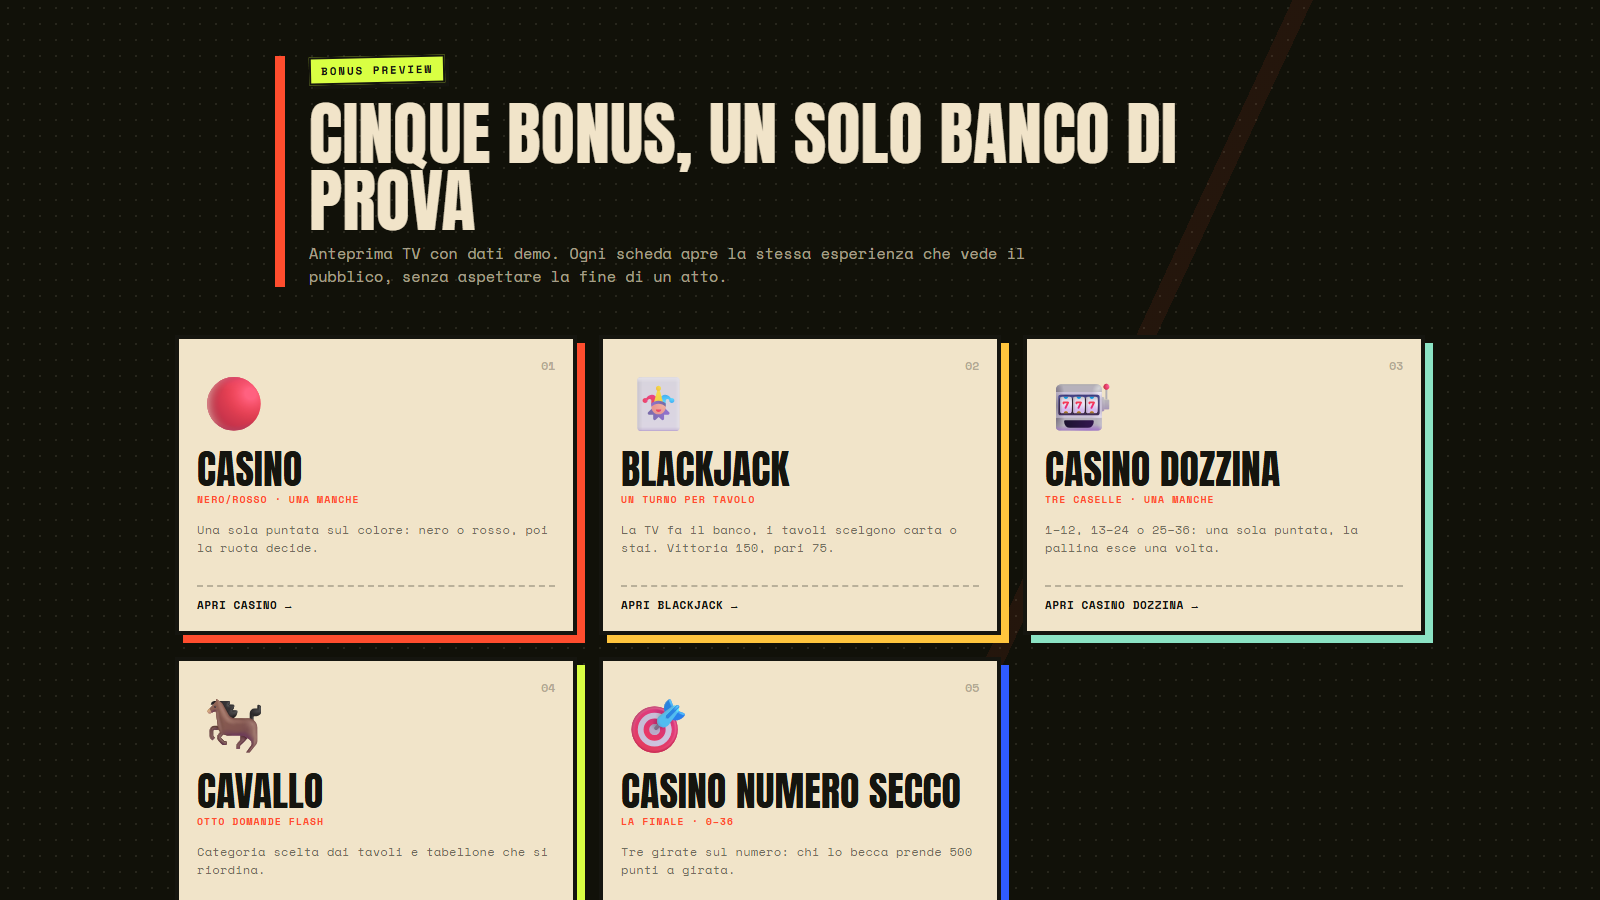 BONUS PREVIEW
CINQUE BONUS, UN SOLO BANCO DI
PROVA
Anteprima TV con dati demo. Ogni scheda apre la stessa esperienza che vede il
pubblico, senza aspettare la fine di un atto.
01
CASINO
NERO/ROSSO · UNA MANCHE
Una sola puntata sul colore: nero o rosso, poi
la ruota decide.
APRI CASINO →
02
BLACKJACK
UN TURNO PER TAVOLO
La TV fa il banco, i tavoli scelgono carta o
stai. Vittoria 150, pari 75.
APRI BLACKJACK →
03
777
CASINO DOZZINA
TRE CASELLE · UNA MANCHE
1–12, 13–24 o 25–36: una sola puntata, la
pallina esce una volta.
APRI CASINO DOZZINA →
04
CAVALLO
OTTO DOMANDE FLASH
Categoria scelta dai tavoli e tabellone che si
riordina.
05
CASINO NUMERO SECCO
LA FINALE · 0–36
Tre girate sul numero: chi lo becca prende 500
punti a girata.